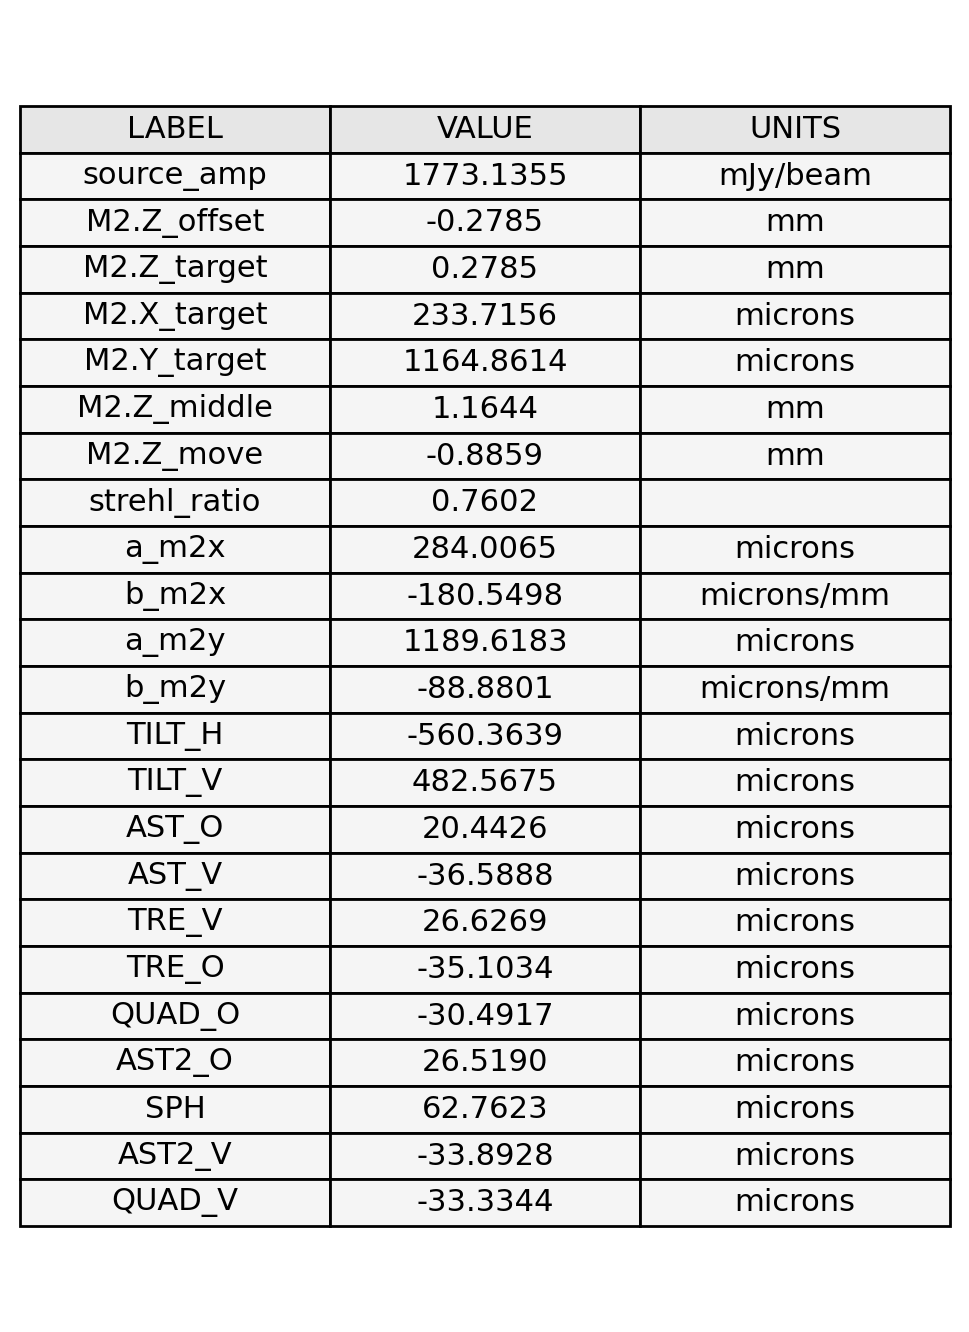 LABEL VALUE UNITS
source_amp 1773.1355 mJy/beam
M2.Z_offset -0.2785 mm
M2.Z_target 0.2785 mm
M2.X_target 233.7156 microns
M2.Y_target 1164.8614 microns
M2.Z_middle 1.1644 mm
M2.Z_move -0.8859 mm
strehl_ratio 0.7602
a_m2x 284.0065 microns
b_m2x -180.5498 microns/mm
a_m2y 1189.6183 microns
b_m2y -88.8801 microns/mm
TILT_H -560.3639 microns
TILT_V 482.5675 microns
AST_O 20.4426 microns
AST_V -36.5888 microns
TRE_V 26.6269 microns
TRE_O -35.1034 microns
QUAD_O -30.4917 microns
AST2_O 26.5190 microns
SPH 62.7623 microns
AST2_V -33.8928 microns
QUAD_V -33.3344 microns